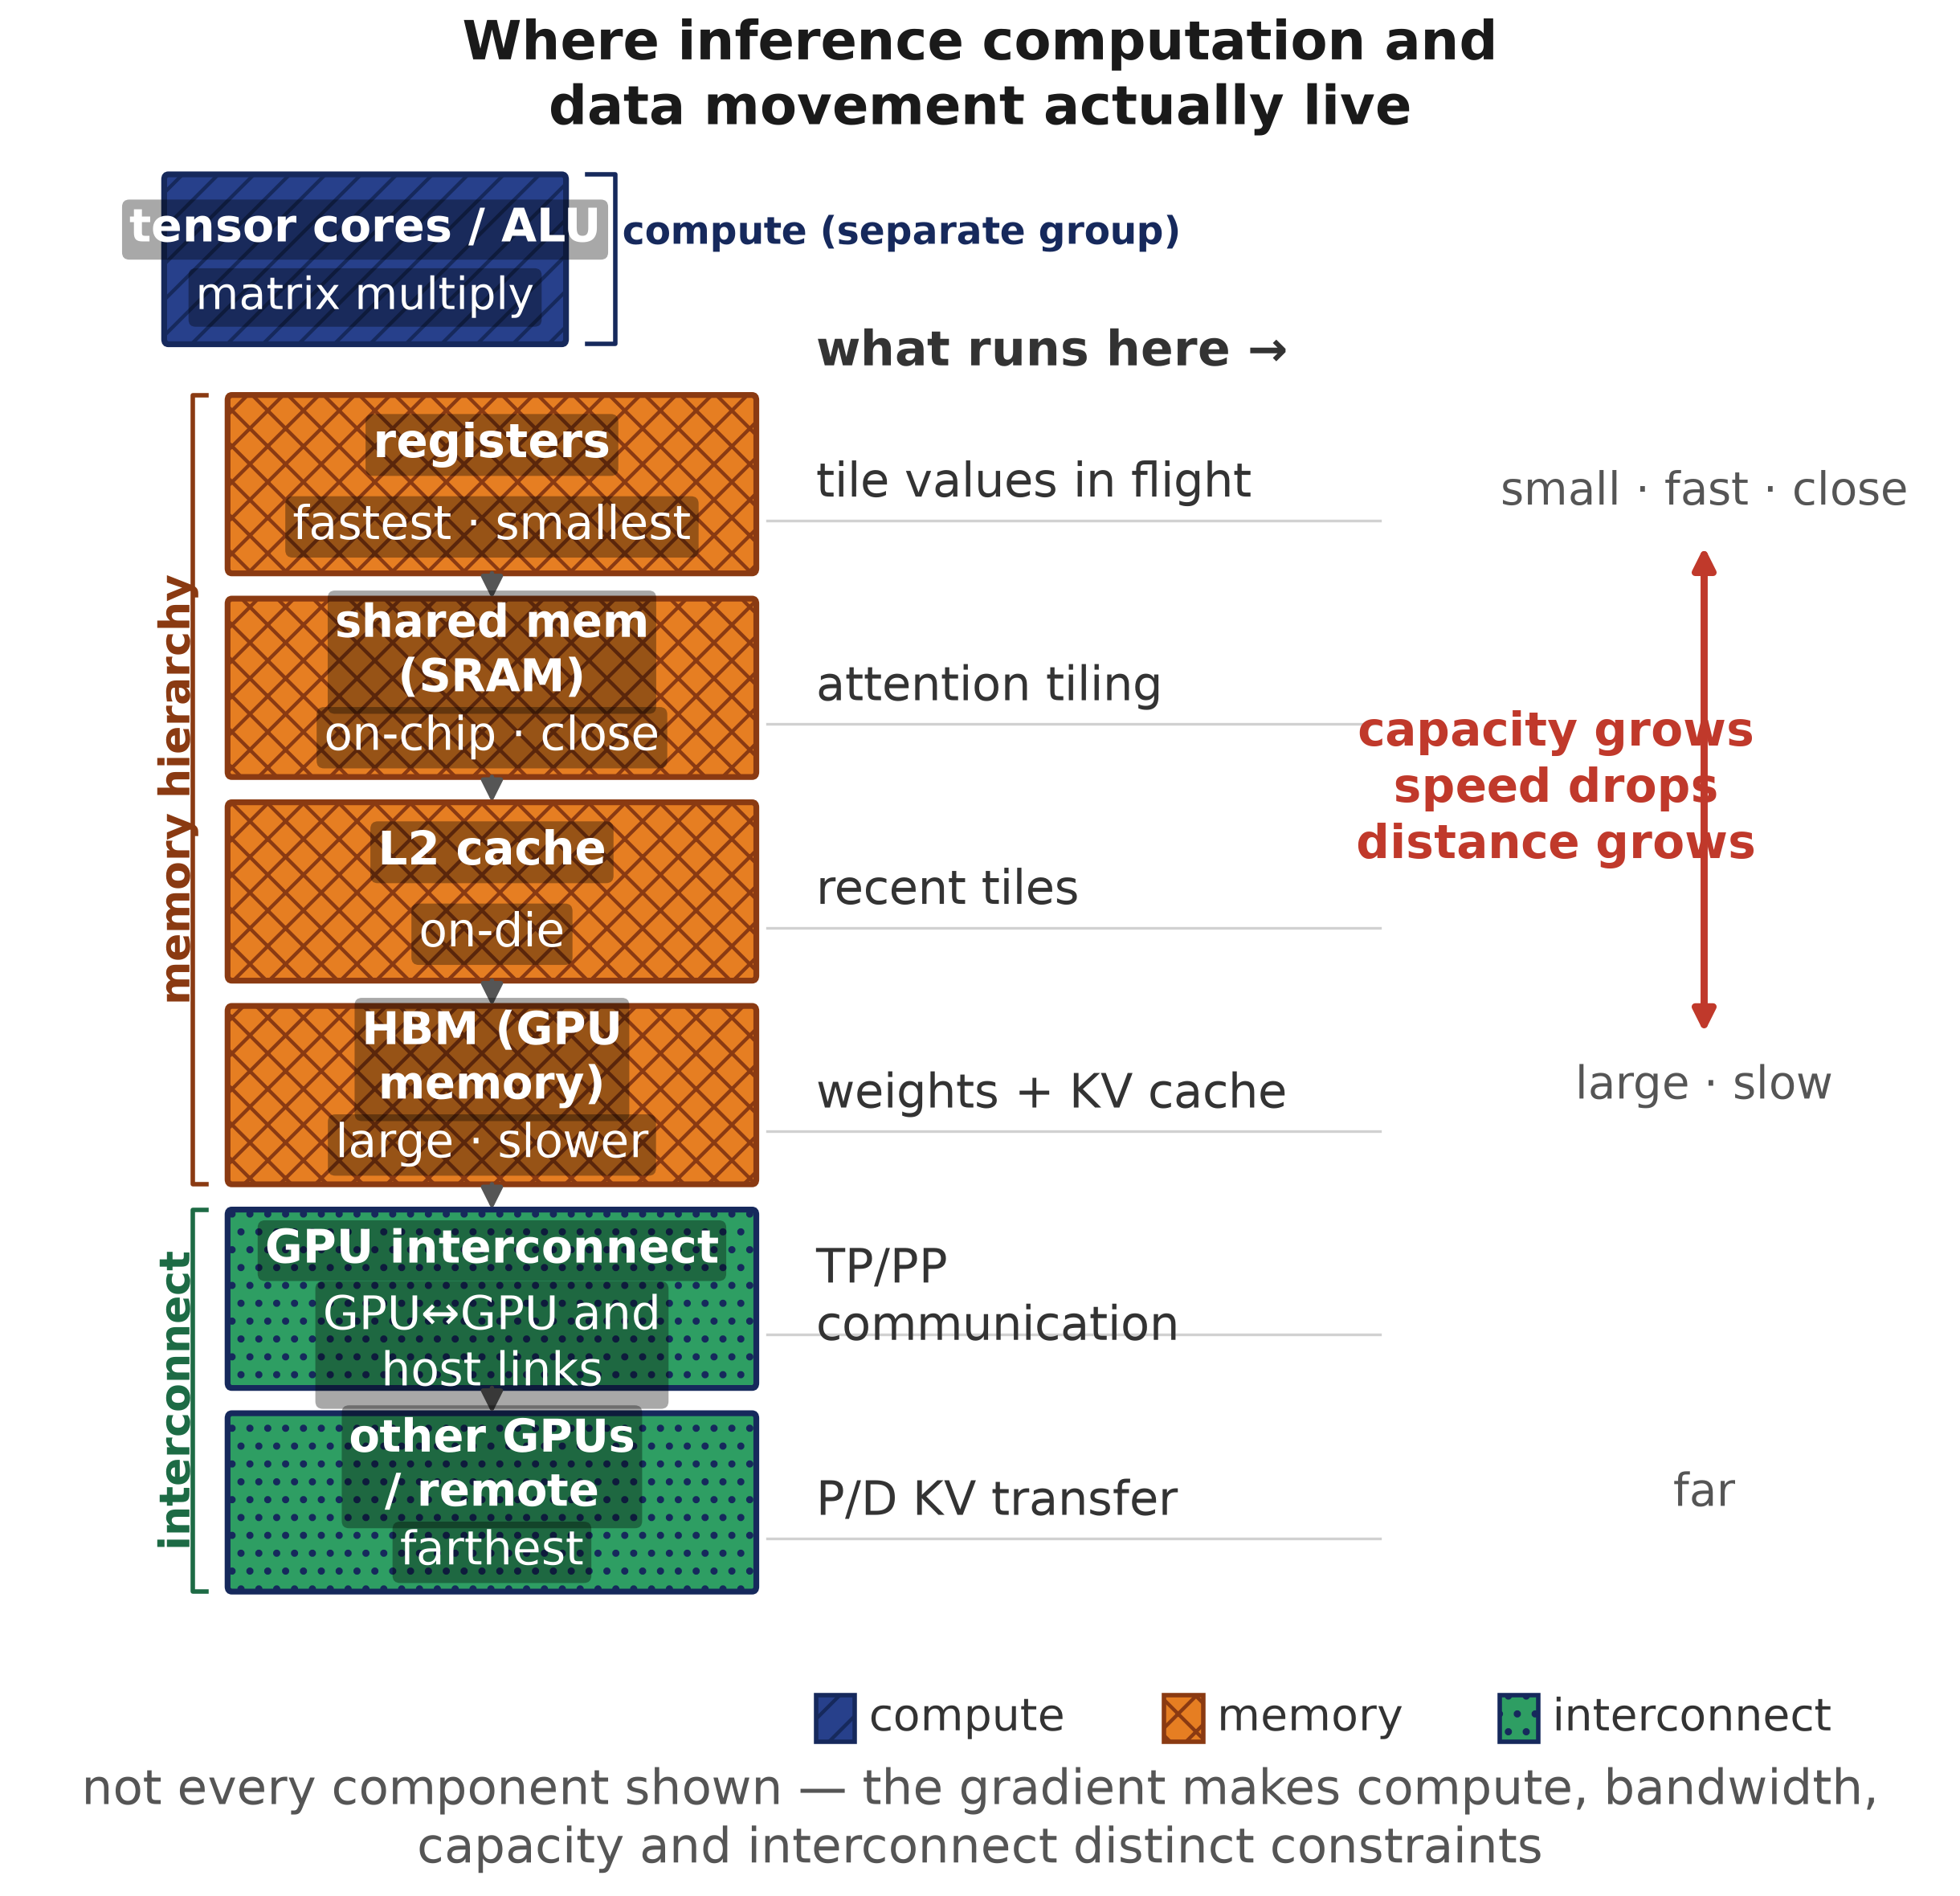 Where inference computation and
data movement actually live
tensor cores / ALU
matrix multiply
compute (separate group)
what runs here →
memory hierarchy
registers
fastest · smallest
tile values in flight
small · fast · close
shared mem
(SRAM)
on-chip · close
attention tiling
capacity grows
speed drops
distance grows
L2 cache
on-die
recent tiles
HBM (GPU
memory)
large · slower
weights + KV cache
large · slow
interconnect
GPU interconnect
GPU↔GPU and
host links
TP/PP
communication
other GPUs
/ remote
farthest
P/D KV transfer
far
compute
memory
interconnect
not every component shown — the gradient makes compute, bandwidth,
capacity and interconnect distinct constraints